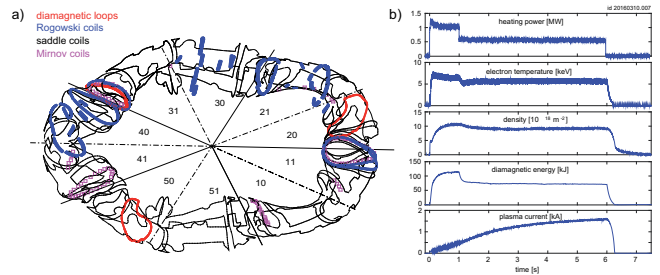 a)
diamagnetic loops
Rogowski coils
saddle coils
Mirnov coils
31
30
21
40
20
41
11
50
10
51
b)
id 20160310.007
heating power [MW]
1.5
1
0.5
0
electron temperature [keV]
10
5
0
density [10 18 m -2]
15
10
5
0
diamagnetic energy [kJ]
150
100
50
0
plasma current [kA]
2
1
0
0 1 2 3 4 5 6 7
time [s]